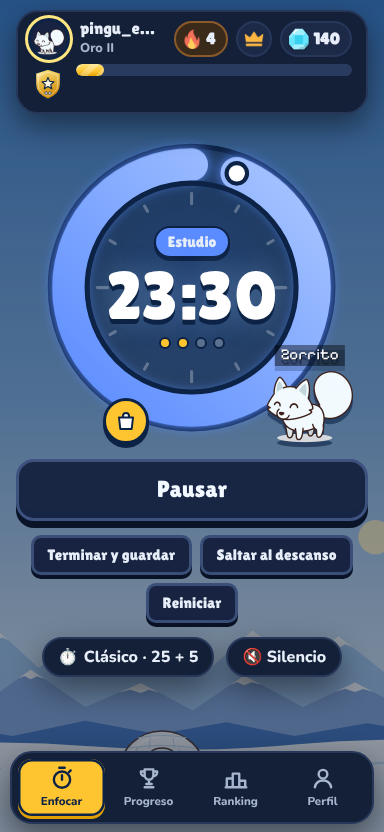 pingu_e...
Oro II
4
140
Estudio
23:30
Zorrito
Pausar
Terminar y guardar
Saltar al descanso
Reiniciar
Clásico · 25 + 5
Silencio
Enfocar
Progreso
Ranking
Perfil